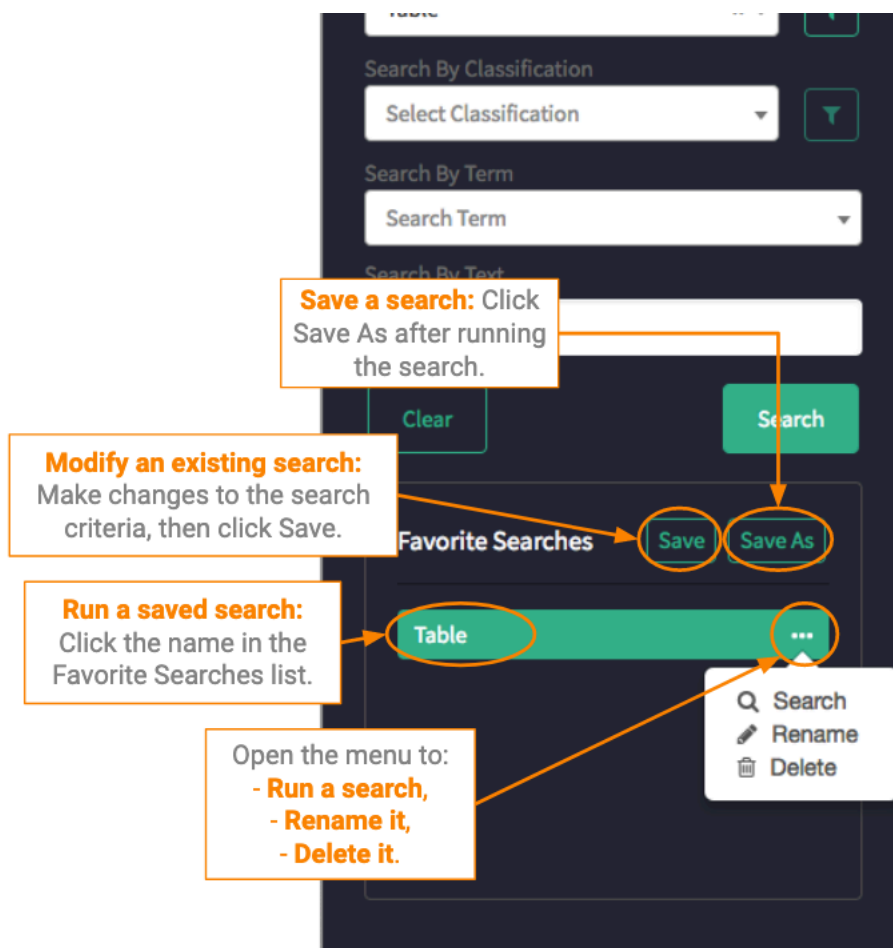 Table
Search By Classification
Select Classification
Search By Term
Search Term
Search By Text
Save a search: Click
Save As after running
the search.
Clear
Search
Modify an existing search:
Make changes to the search
criteria, then click Save.
Favorite Searches
Save
Save As
Run a saved search:
Click the name in the
Favorite Searches list.
Table
Search
Rename
Delete
Open the menu to:
- Run a search,
- Rename it,
- Delete it.